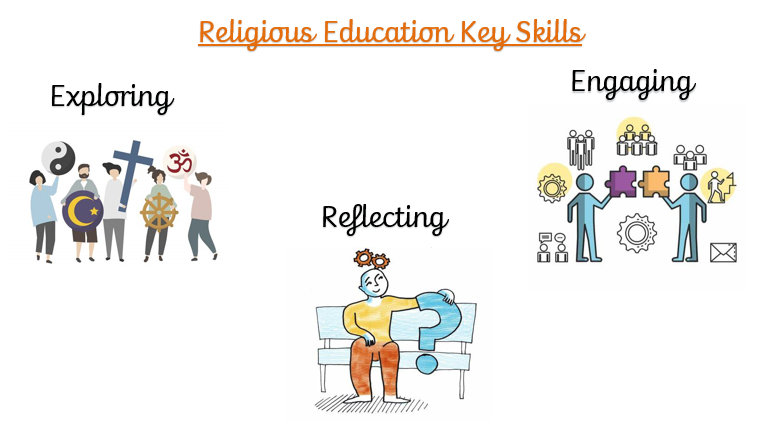 Religious Education Key Skills
Exploring
Engaging
Reflecting